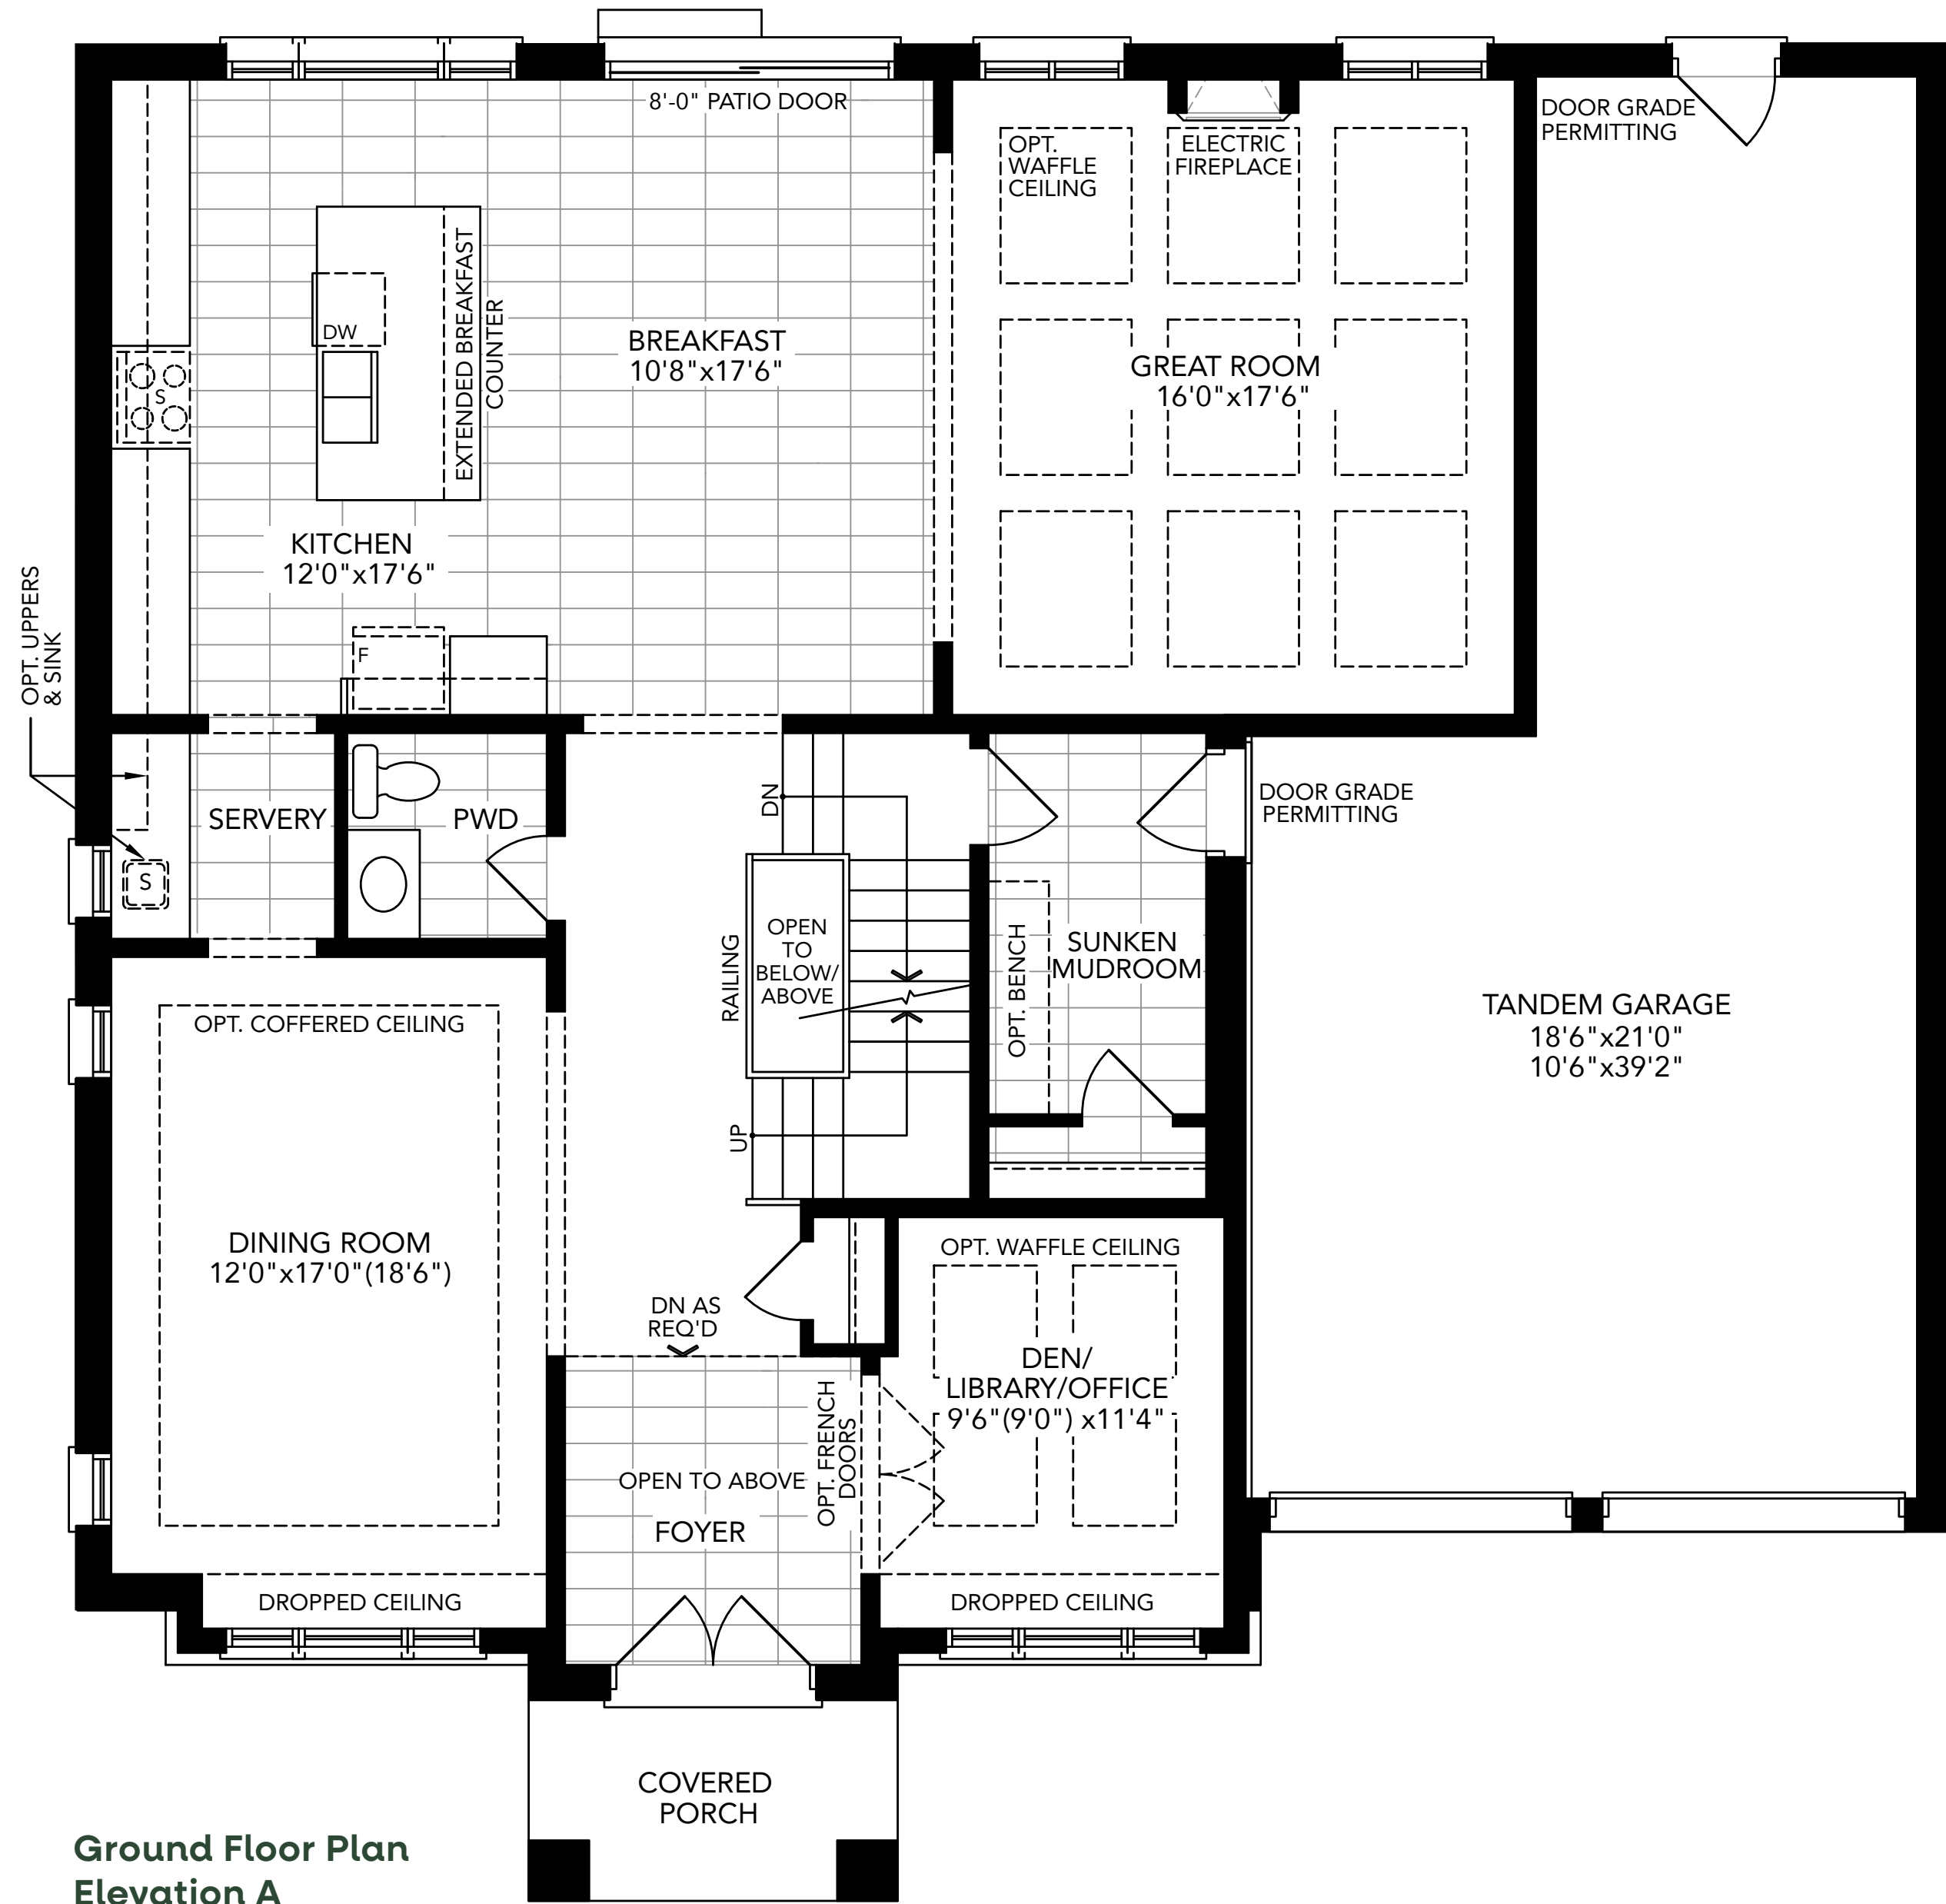 8'-0" PATIO DOOR
DOOR GRADE
PERMITTING
OPT.
WAFFLE
CEILING
ELECTRIC
FIREPLACE
DW
EXTENDED BREAKFAST
COUNTER
BREAKFAST
10'8"x17'6"
GREAT ROOM
16'0"x17'6"
S
KITCHEN
12'0"x17'6"
OPT. UPPERS
& SINK
F
SERVERY
PWD
DN
DOOR GRADE
PERMITTING
S
RAILING
OPEN
TO
BELOW/
ABOVE
OPT. BENCH
SUNKEN
MUDROOM
TANDEM GARAGE
18'6"x21'0"
10'6"x39'2"
OPT. COFFERED CEILING
UP
DINING ROOM
12'0"x17'0"(18'6")
OPT. WAFFLE CEILING
DN AS
REQ'D
DEN/
LIBRARY/OFFICE
9'6"(9'0") x11'4"
OPT. FRENCH
DOORS
OPEN TO ABOVE
FOYER
DROPPED CEILING
DROPPED CEILING
COVERED
PORCH
Ground Floor Plan
Elevation A